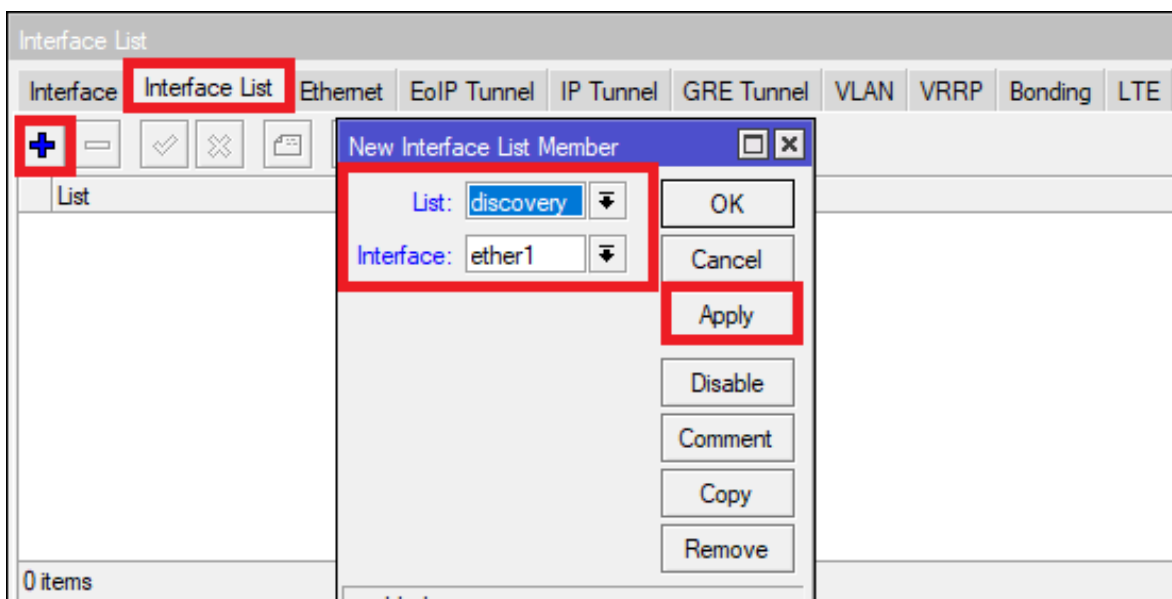 Interface List
Interface Interface List Ethernet EoIP Tunnel IP Tunnel GRE Tunnel VLAN VRRP Bonding LTE
New Interface List Member
List
List: discovery OK
Interface: ether1 Cancel
Apply
Disable
Comment
Copy
Remove
0 items